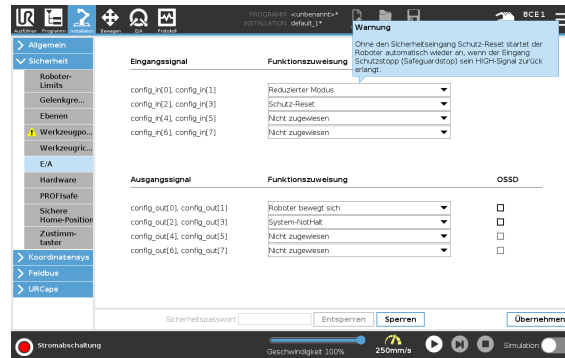 PROGRAMM <unbenannt>*
INSTALLATION default_1*
8CE1
Ausführen Programm Installation Bewegen E/A Protokoll
Warnung
Ohne den Sicherheitseingang Schutz-Reset startet der
Roboter automatisch wieder an, wenn der Eingang
Schutzstopp (Safeguardstop) sein HIGH-Signal zurück
erlangt.
Allgemein
Sicherheit
Roboter-
Limits
Gelenkgre...
Ebenen
Werkzeugpo...
Werkzeugric...
E/A
Hardware
PROFIsafe
Sichere
Home-Position
Zustimm-
taster
Koordinatensys
Feldbus
URCaps
Eingangssignal Funktionszuweisung
config_in[0], config_in[1] Reduzierter Modus
config_in[2], config_in[3] Schutz-Reset
config_in[4], config_in[5] Nicht zugewiesen
config_in[6], config_in[7] Nicht zugewiesen
Ausgangssignal Funktionszuweisung OSSD
config_out[0], config_out[1] Roboter bewegt sich
config_out[2], config_out[3] System-NotHalt
config_out[4], config_out[5] Nicht zugewiesen
config_out[6], config_out[7] Nicht zugewiesen
Sicherheitspasswort Entsperren Sperren Übernehmen
Stromabschaltung
Geschwindigkeit 100%
250mm/s
Simulation